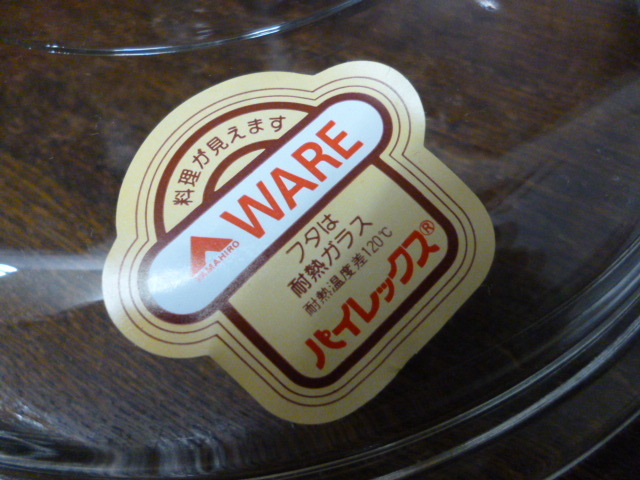 料理が見えます
WARE
YAMAHIRO
フタは
耐熱ガラス
耐熱温度差120℃
パイレックス®